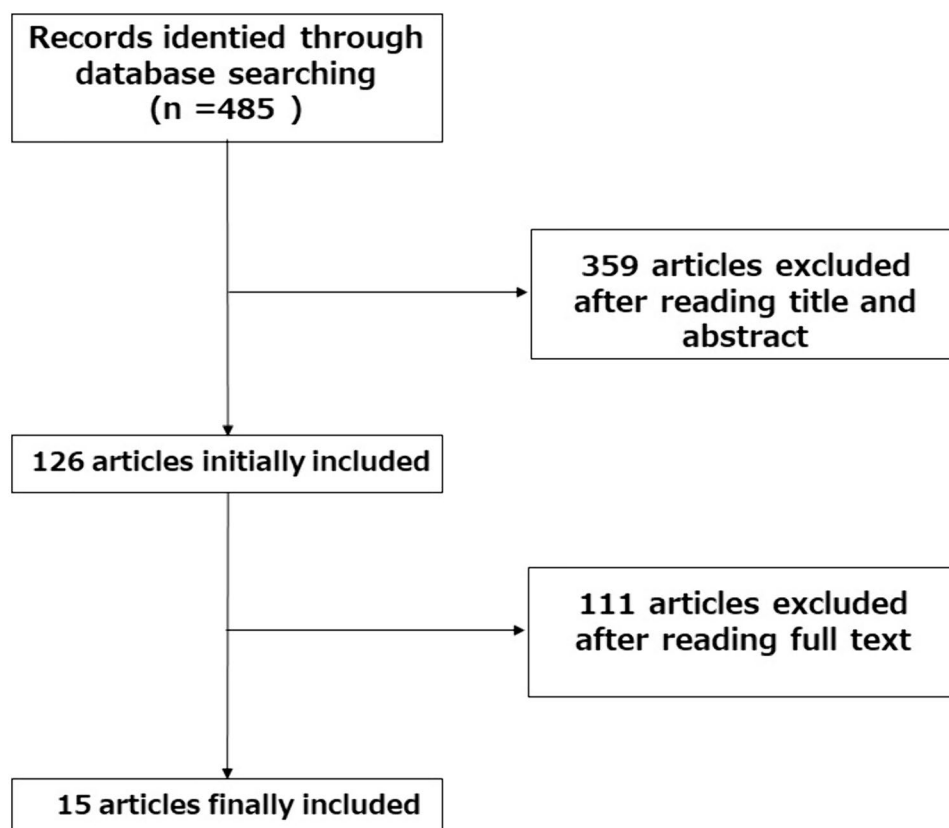 Records identied through
database searching
(n =485 )
359 articles excluded
after reading title and
abstract
126 articles initially included
111 articles excluded
after reading full text
15 articles finally included